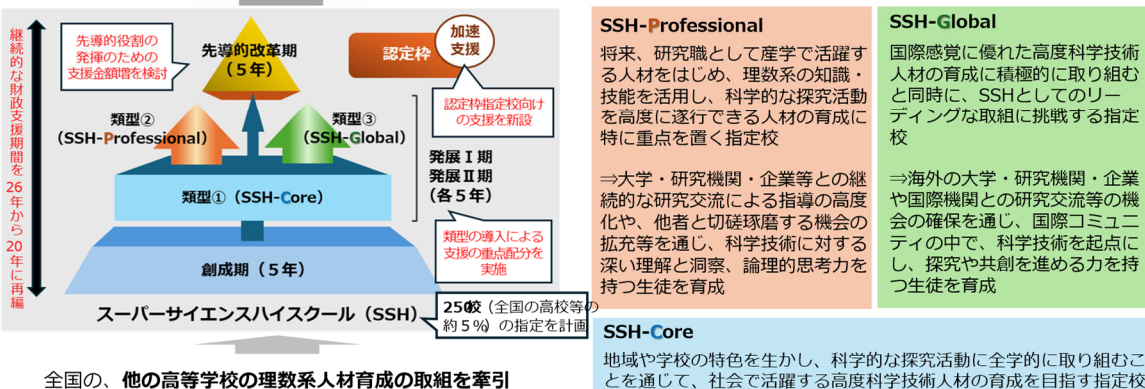 継続的な財政支援期間を26年から20年に再編
先導的役割の
発揮のための
支援金額増を検討
先導的改革期
（５年）
認定枠
加速
支援
認定枠指定校向け
の支援を新設
類型②
（SSH-Professional）
類型③
（SSH-Global）
発展Ⅰ期
発展Ⅱ期
（各５年）
類型①（SSH-Core）
類型の導入による
支援の重点配分を
実施
創成期（５年）
スーパーサイエンスハイスクール（SSH）
250校（全国の高校等の
約５%）の指定を計画
全国の、他の高等学校の理数系人材育成の取組を牽引
SSH-Professional
将来、研究職として産学で活躍す
る人材をはじめ、理数系の知識・
技能を活用し、科学的な探究活動
を高度に遂行できる人材の育成に
特に重点を置く指定校
⇒大学・研究機関・企業等との継
続的な研究交流による指導の高度
化や、他者と切磋琢磨する機会の
拡充等を通じ、科学技術に対する
深い理解と洞察、論理的思考力を
持つ生徒を育成
SSH-Global
国際感覚に優れた高度科学技術
人材の育成に積極的に取り組む
と同時に、SSHとしてのリー
ディングな取組に挑戦する指定
校
⇒海外の大学・研究機関・企業
や国際機関との研究交流等の機
会の確保を通じ、国際コミュニ
ティの中で、科学技術を起点に
し、探究や共創を進める力を持
つ生徒を育成
SSH-Core
地域や学校の特色を生かし、科学的な探究活動に全学的に取り組むこ
とを通じて、社会で活躍する高度科学技術人材の育成を目指す指定校